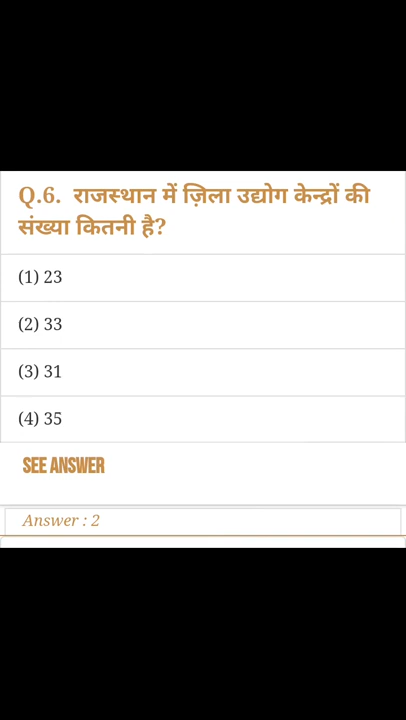 Q.6. राजस्थान में ज़िला उद्योग केन्द्रों की
संख्या कितनी है?
(1) 23
(2) 33
(3) 31
(4) 35
SEE ANSWER
Answer : 2